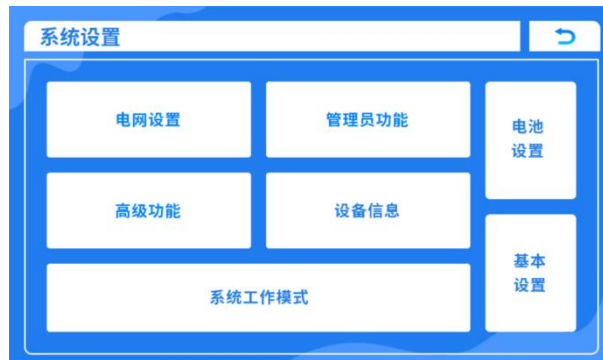 系统设置
电网设置
管理员功能
电池
设置
高级功能
设备信息
基本
设置
系统工作模式